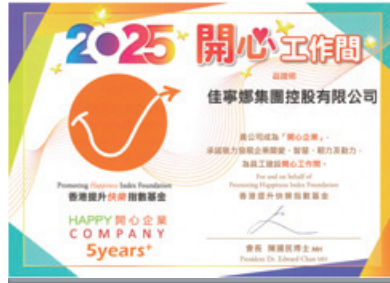 2025 開心工作間
茲證明
佳寧娜集團控股有限公司
貴公司成為「開心企業」,
承諾致力發展企業關愛、智慧、韌力及動力,
為員工建設開心工作間。
For and on behalf of
Promoting Happiness Index Foundation
香港提升快樂指數基金
會長 陳國民博士 MH
President Dr. Edward Chan MH
Promoting Happiness Index Foundation
香港提升快樂指數基金
HAPPY 開心企業
COMPANY
5years+